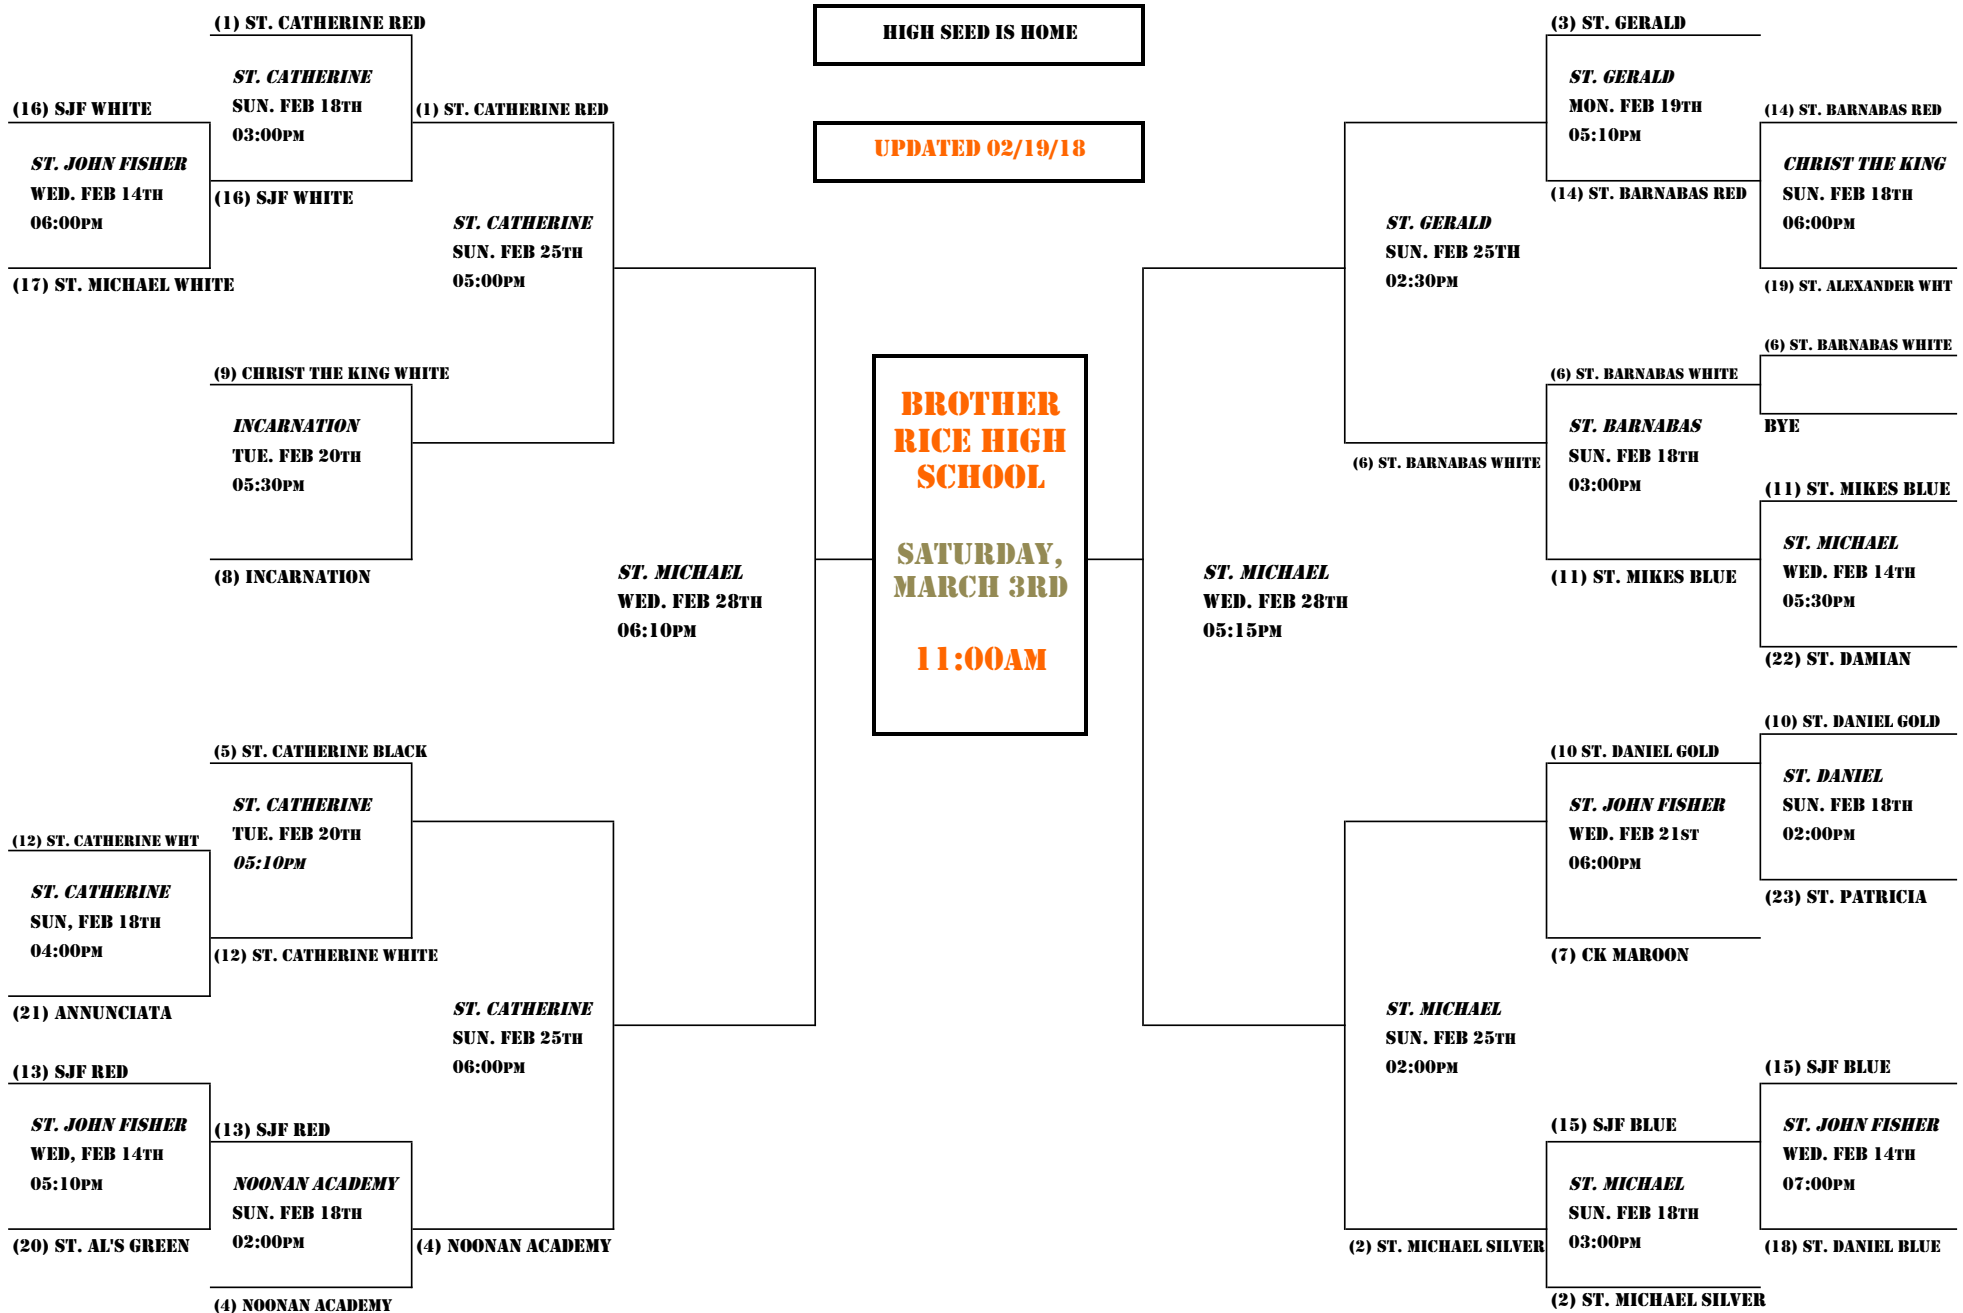 (1) ST. CATHERINE RED
ST. CATHERINE
SUN. FEB 18TH
03:00PM
(16) SJF WHITE
ST. JOHN FISHER
WED. FEB 14TH
06:00PM
(16) SJF WHITE
(17) ST. MICHAEL WHITE
(1) ST. CATHERINE RED
ST. CATHERINE
SUN. FEB 25TH
05:00PM
(9) CHRIST THE KING WHITE
INCARNATION
TUE. FEB 20TH
05:30PM
(8) INCARNATION
ST. MICHAEL
WED. FEB 28TH
06:10PM
(5) ST. CATHERINE BLACK
ST. CATHERINE
TUE. FEB 20TH
05:10PM
(12) ST. CATHERINE WHT
ST. CATHERINE
SUN, FEB 18TH
04:00PM
(12) ST. CATHERINE WHITE
(21) ANNUNCIATA
ST. CATHERINE
SUN. FEB 25TH
06:00PM
(13) SJF RED
ST. JOHN FISHER
WED, FEB 14TH
05:10PM
(13) SJF RED
NOONAN ACADEMY
SUN. FEB 18TH
02:00PM
(20) ST. AL'S GREEN
(4) NOONAN ACADEMY
(4) NOONAN ACADEMY
HIGH SEED IS HOME
UPDATED 02/19/18
BROTHER
RICE HIGH
SCHOOL
SATURDAY,
MARCH 3RD
11:00AM
(3) ST. GERALD
ST. GERALD
MON. FEB 19TH
05:10PM
(14) ST. BARNABAS RED
(14) ST. BARNABAS RED
CHRIST THE KING
SUN. FEB 18TH
06:00PM
(19) ST. ALEXANDER WHT
ST. GERALD
SUN. FEB 25TH
02:30PM
(6) ST. BARNABAS WHITE
(6) ST. BARNABAS WHITE
BYE
ST. BARNABAS
SUN. FEB 18TH
03:00PM
(6) ST. BARNABAS WHITE
(11) ST. MIKES BLUE
ST. MICHAEL
WED. FEB 14TH
05:30PM
(11) ST. MIKES BLUE
(22) ST. DAMIAN
ST. MICHAEL
WED. FEB 28TH
05:15PM
(10) ST. DANIEL GOLD
(10 ST. DANIEL GOLD
ST. DANIEL
SUN. FEB 18TH
02:00PM
ST. JOHN FISHER
WED. FEB 21ST
06:00PM
(23) ST. PATRICIA
(7) CK MAROON
ST. MICHAEL
SUN. FEB 25TH
02:00PM
(15) SJF BLUE
(15) SJF BLUE
ST. JOHN FISHER
WED. FEB 14TH
07:00PM
ST. MICHAEL
SUN. FEB 18TH
03:00PM
(2) ST. MICHAEL SILVER
(18) ST. DANIEL BLUE
(2) ST. MICHAEL SILVER